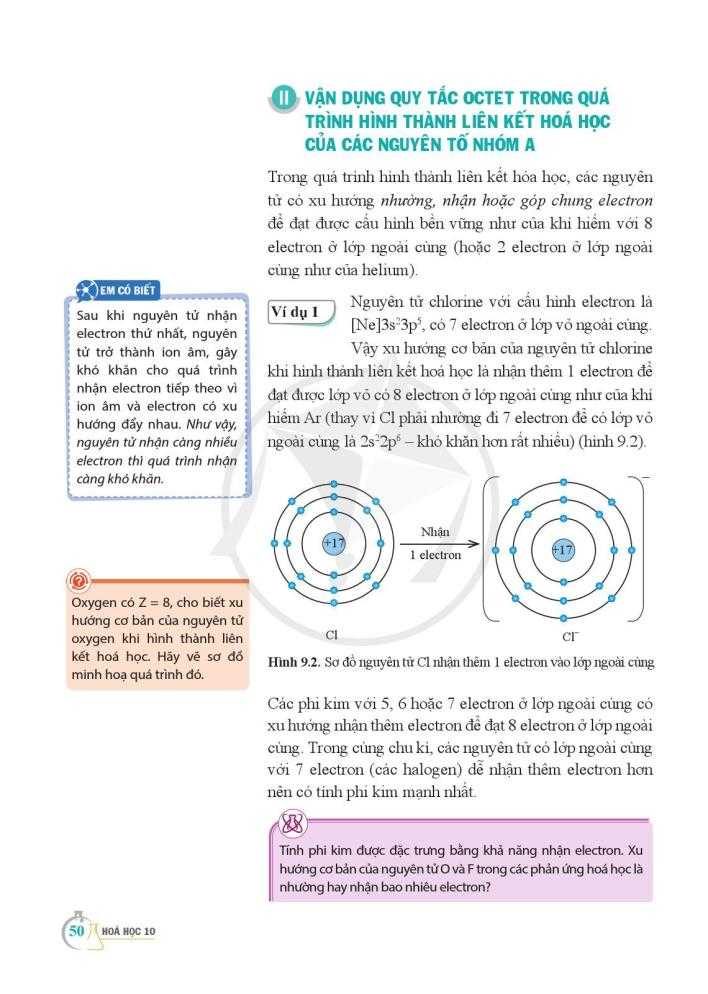 II VẬN DỤNG QUY TẮC OCTET TRONG QUÁ
TRÌNH HÌNH THÀNH LIÊN KẾT HOÁ HỌC
CỦA CÁC NGUYÊN TỐ NHÓM A
Trong quá trình hình thành liên kết hóa học, các nguyên
tử có xu hướng nhường, nhận hoặc góp chung electron
để đạt được cấu hình bền vững như của khí hiếm với 8
electron ở lớp ngoài cùng (hoặc 2 electron ở lớp ngoài
cùng như của helium).
EM CÓ BIẾT
Sau khi nguyên tử nhận
electron thứ nhất, nguyên
tử trở thành ion âm, gây
khó khăn cho quá trình
nhận electron tiếp theo vì
ion âm và electron có xu
hướng đẩy nhau. Như vậy,
nguyên tử nhận càng nhiều
electron thì quá trình nhận
càng khó khăn.
Ví dụ 1
Nguyên tử chlorine với cấu hình electron là
[Ne]3s²3p⁵, có 7 electron ở lớp vỏ ngoài cùng.
Vậy xu hướng cơ bản của nguyên tử chlorine
khi hình thành liên kết hoá học là nhận thêm 1 electron để
đạt được lớp vỏ có 8 electron ở lớp ngoài cùng như của khí
hiếm Ar (thay vì Cl phải nhường đi 7 electron để có lớp vỏ
ngoài cùng là 2s²2p⁶ – khó khăn hơn rất nhiều) (hình 9.2).
+17
Nhận
1 electron
+17
–
Cl
Cl⁻
Hình 9.2. Sơ đồ nguyên tử Cl nhận thêm 1 electron vào lớp ngoài cùng
?
Oxygen có Z = 8, cho biết xu
hướng cơ bản của nguyên tử
oxygen khi hình thành liên
kết hoá học. Hãy vẽ sơ đồ
minh hoạ quá trình đó.
Các phi kim với 5, 6 hoặc 7 electron ở lớp ngoài cùng có
xu hướng nhận thêm electron để đạt 8 electron ở lớp ngoài
cùng. Trong cùng chu kì, các nguyên tử có lớp ngoài cùng
với 7 electron (các halogen) dễ nhận thêm electron hơn
nên có tính phi kim mạnh nhất.
Tính phi kim được đặc trưng bằng khả năng nhận electron. Xu
hướng cơ bản của nguyên tử O và F trong các phản ứng hoá học là
nhường hay nhận bao nhiêu electron?
50 HOÁ HỌC 10